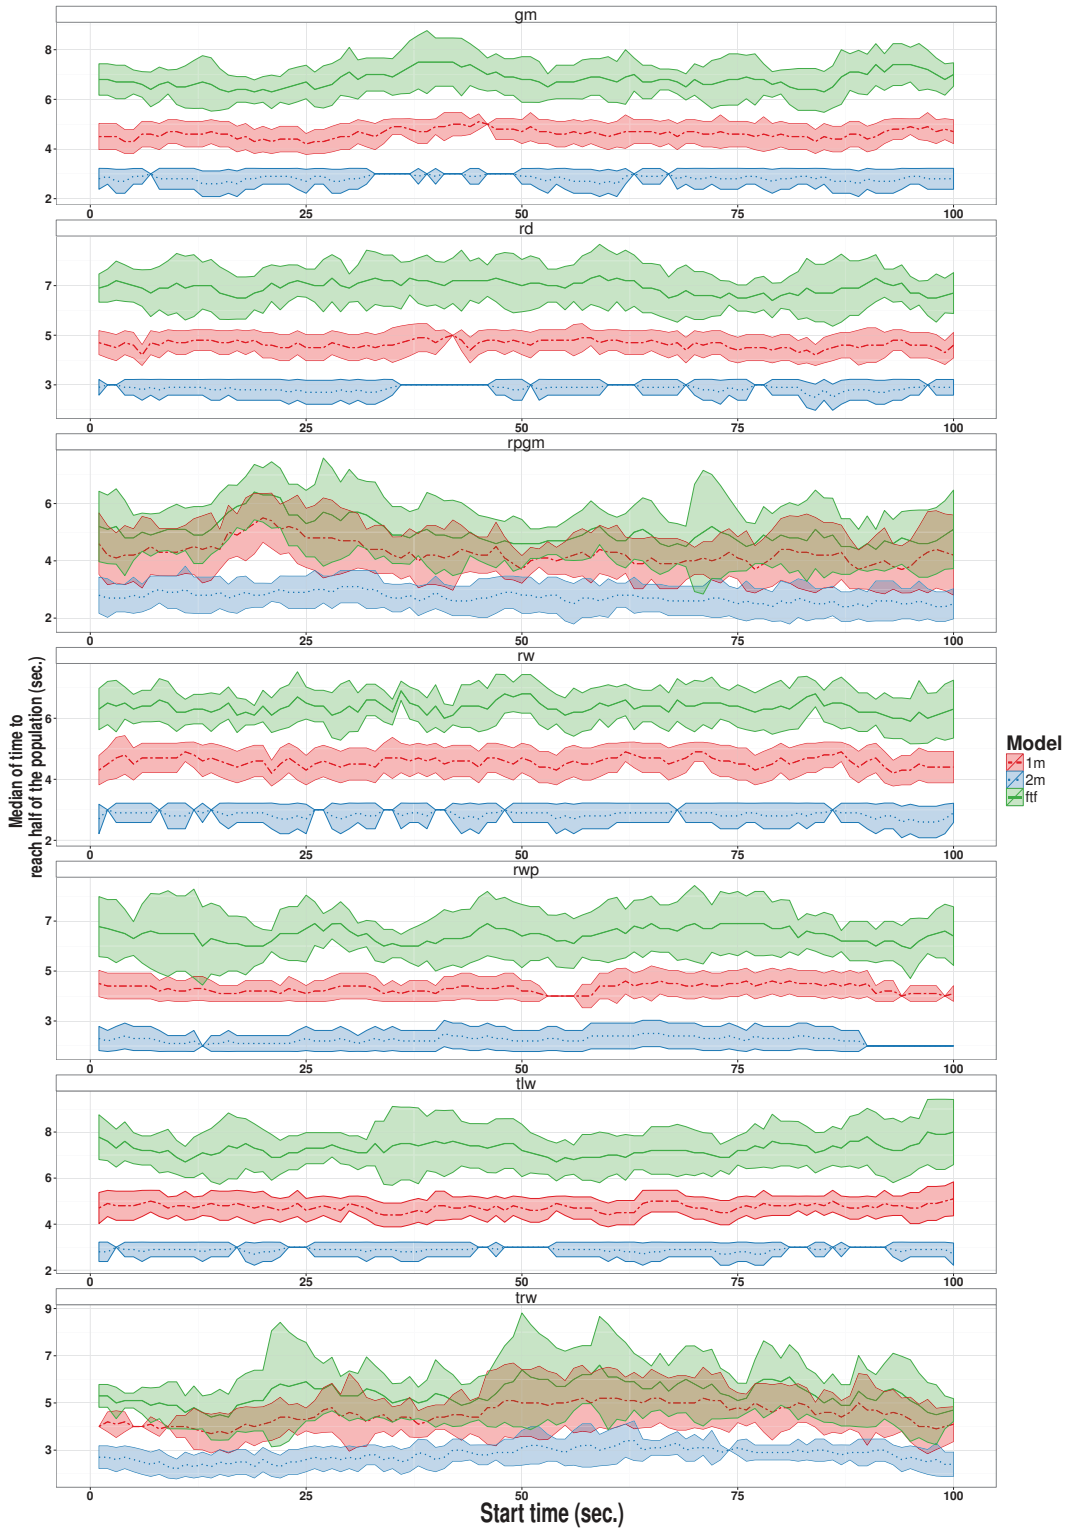 gm
8
6
4
2
0 25 50 75 100
rd
7
5
3
0 25 50 75 100
rpgm
6
4
2
0 25 50 75 100
rw
6
4
2
0 25 50 75 100
rwp
7
5
3
0 25 50 75 100
tlw
8
6
4
2
0 25 50 75 100
trw
9
7
5
3
0 25 50 75 100
Start time (sec.)
Median of time to
reach half of the population (sec.)
Model
1m
2m
ftf